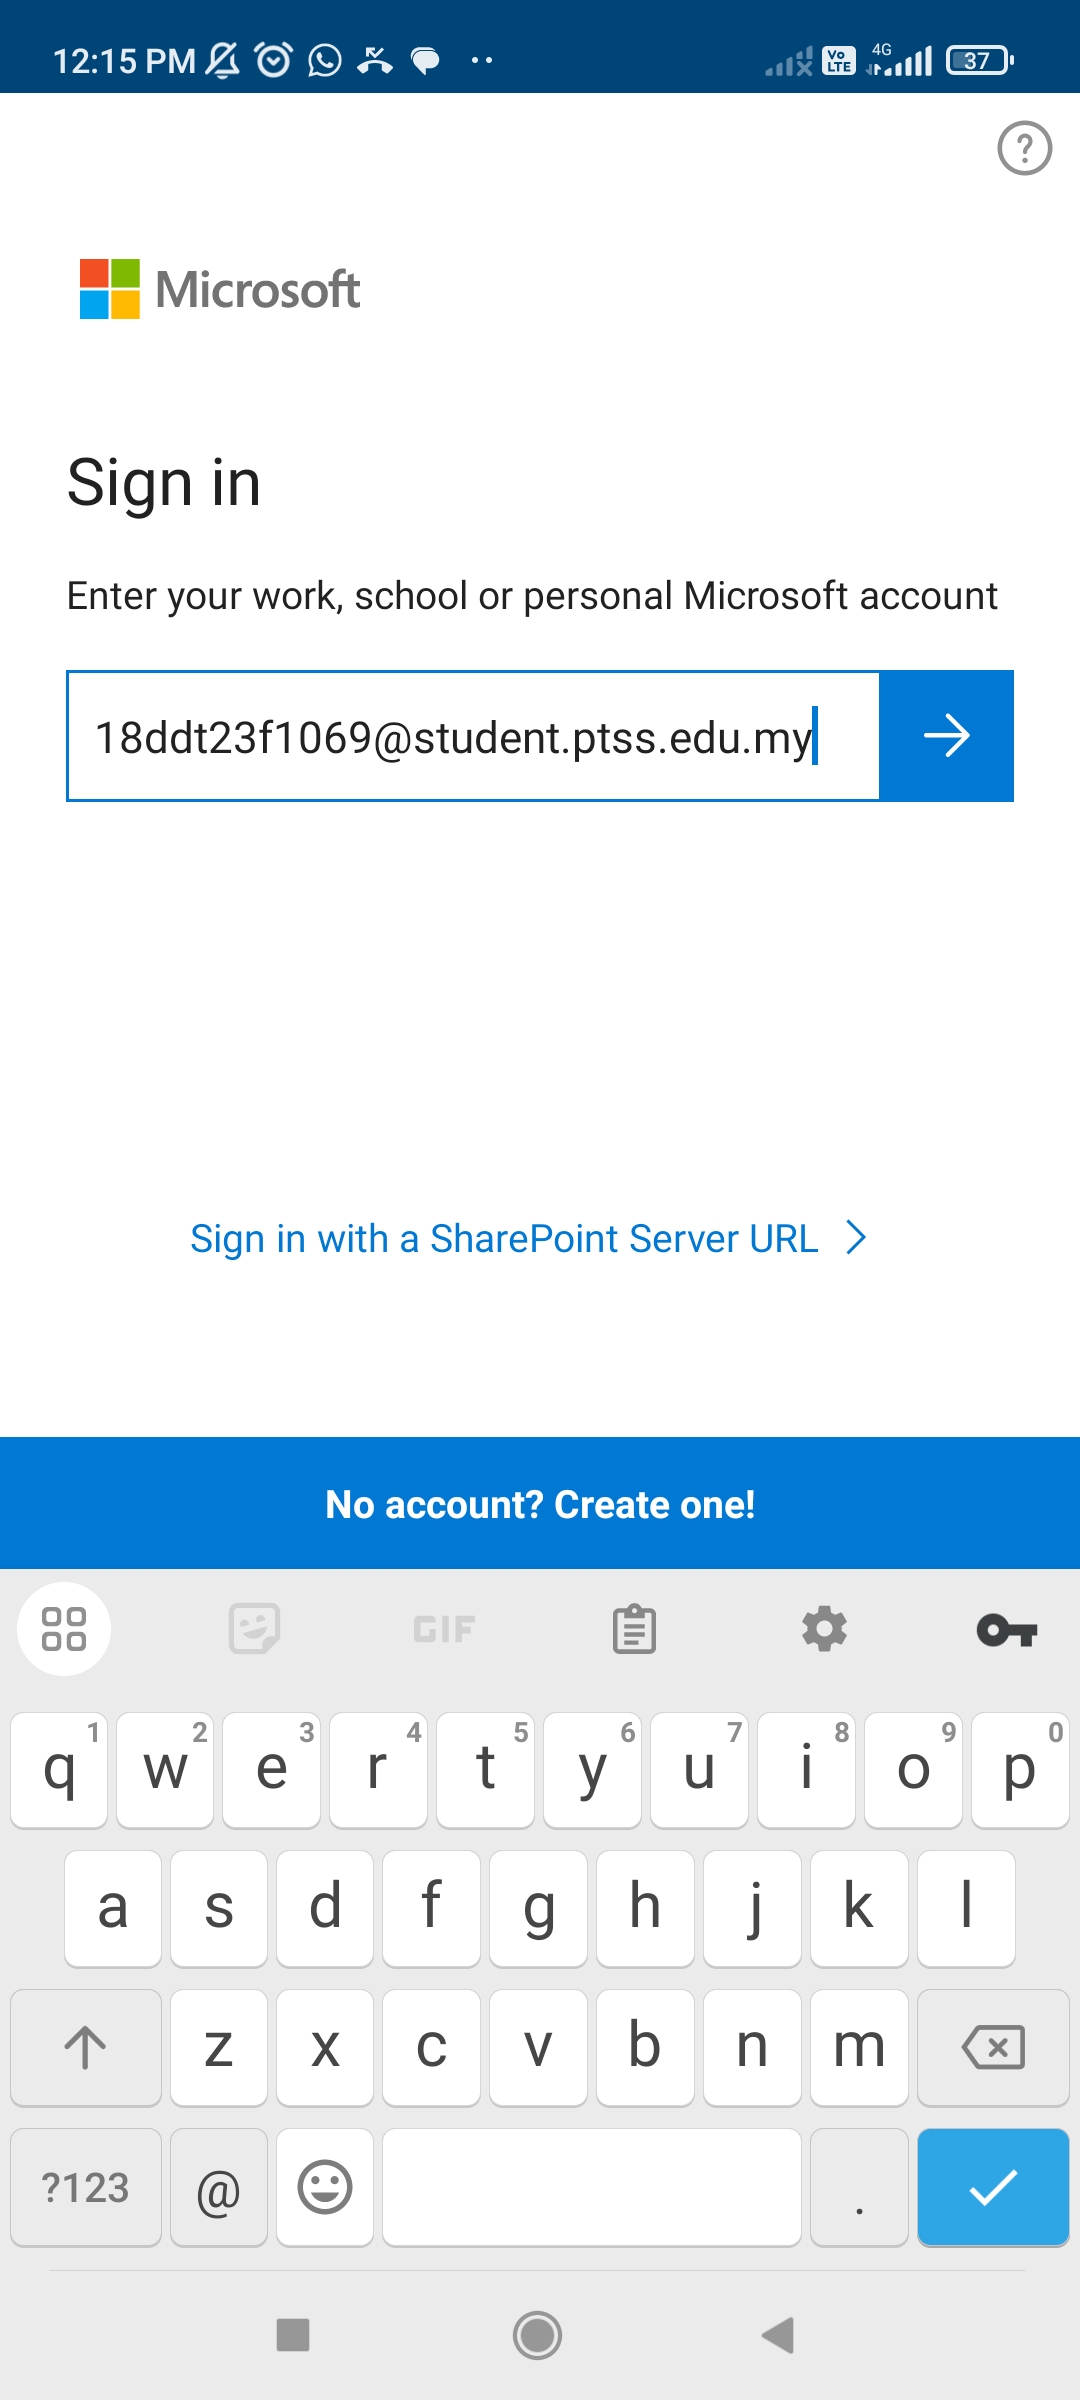 12:15 PM
Vo LTE
4G
37
?
Microsoft
Sign in
Enter your work, school or personal Microsoft account
18ddt23f1069@student.ptss.edu.my
Sign in with a SharePoint Server URL
No account? Create one!
GIF
q 1 w 2 e 3 r 4 t 5 y 6 u 7 i 8 o 9 p 0
a s d f g h j k l
z x c v b n m
?123 @ .